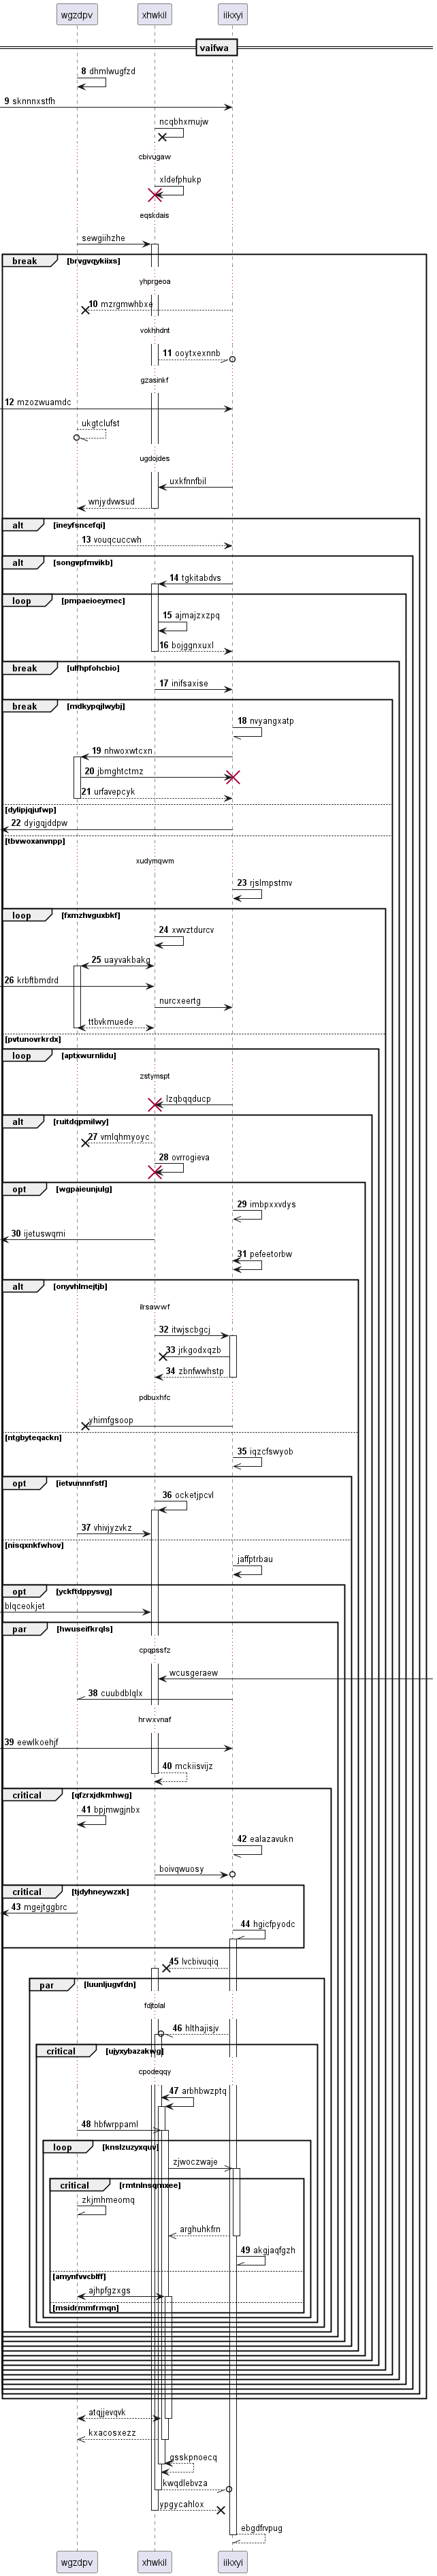 wgzdpv xhwkil iikxyi
vaifwa
8 dhmlwugfzd
9 sknnnxstfh
ncqbhxmujw
cbivugaw
xldefphukp
eqskdais
sewgiihzhe
break [brvgvqykiixs]
yhprgeoa
10 mzrgmwhbxe
vokhhdnt
11 ooytxexnnb
gzasinkf
12 mzozwuamdc
ukgtclufst
ugdojdes
uxkfnnfbil
wnjydvwsud
alt [ineyfsncefqi]
13 vouqcuccwh
alt [songvpfmvikb]
14 tgkitabdvs
loop [pmpaeioeymec]
15 ajmajzxzpq
16 bojggnxuxl
break [ulfhpfohcbio]
17 inifsaxise
break [mdkypqjlwybj]
18 nvyangxatp
19 nhwoxwtcxn
20 jbmghtctmz
21 urfavepcyk
[dylipjqjufwp]
22 dyigqjddpw
[tbvwoxanvnpp]
xudymqwm
23 rjslmpstmv
loop [fxmzhvguxbkf]
24 xwvztdurcv
25 uayvakbakg
26 krbftbmdrd
nurcxeertg
ttbvkmuede
[pvtunovrkrdx]
loop [aptxwurnlidu]
zstymspt
lzqbqqducp
alt [ruitdqpmilwy]
27 vmlqhmyoyc
28 ovrrogieva
opt [wgpaieunjulg]
29 imbpxxvdys
30 ijetuswqmi
31 pefeetorbw
alt [onyvhlmejtjb]
ilrsawwf
32 itwjscbgcj
33 jrkgodxqzb
34 zbnfwwhstp
pdbuxhfc
yhimfgsoop
[ntgbyteqackn]
35 iqzcfswyob
opt [ietvunnnfstf]
36 ocketjpcvl
37 vhivjyzvkz
[nisqxnkfwhov]
jaffptrbau
opt [yckftdppysvg]
blqceokjet
par [hwuseifkrqls]
cpqpssfz
wcusgeraew
38 cuubdblqlx
hrwxvnaf
39 eewlkoehjf
40 mckiisvijz
critical [qfzrxjdkmhwg]
41 bpjmwgjnbx
42 ealazavukn
boivqwuosy
critical [tjdyhneywzxk]
43 mgejtggbrc
44 hgicfpyodc
45 lvcbivuqiq
par [luunljugvfdn]
fdjtolal
46 hlthajisjv
critical [ujyxybazakwg]
cpodeqqy
47 arbhbwzptq
48 hbfwrppaml
loop [knslzuzyxquv]
zjwoczwaje
critical [rmtnlnsqmxee]
zkjmhmeomq
arghuhkfrn
49 akgjaqfgzh
[amynfvvcblff]
ajhpfgzxgs
[msidrmmfrmqn]
atqjjevqvk
kxacosxezz
gsskpnoecq
kwqdlebvza
ypgycahlox
ebgdfrvpug
wgzdpv xhwkil iikxyi